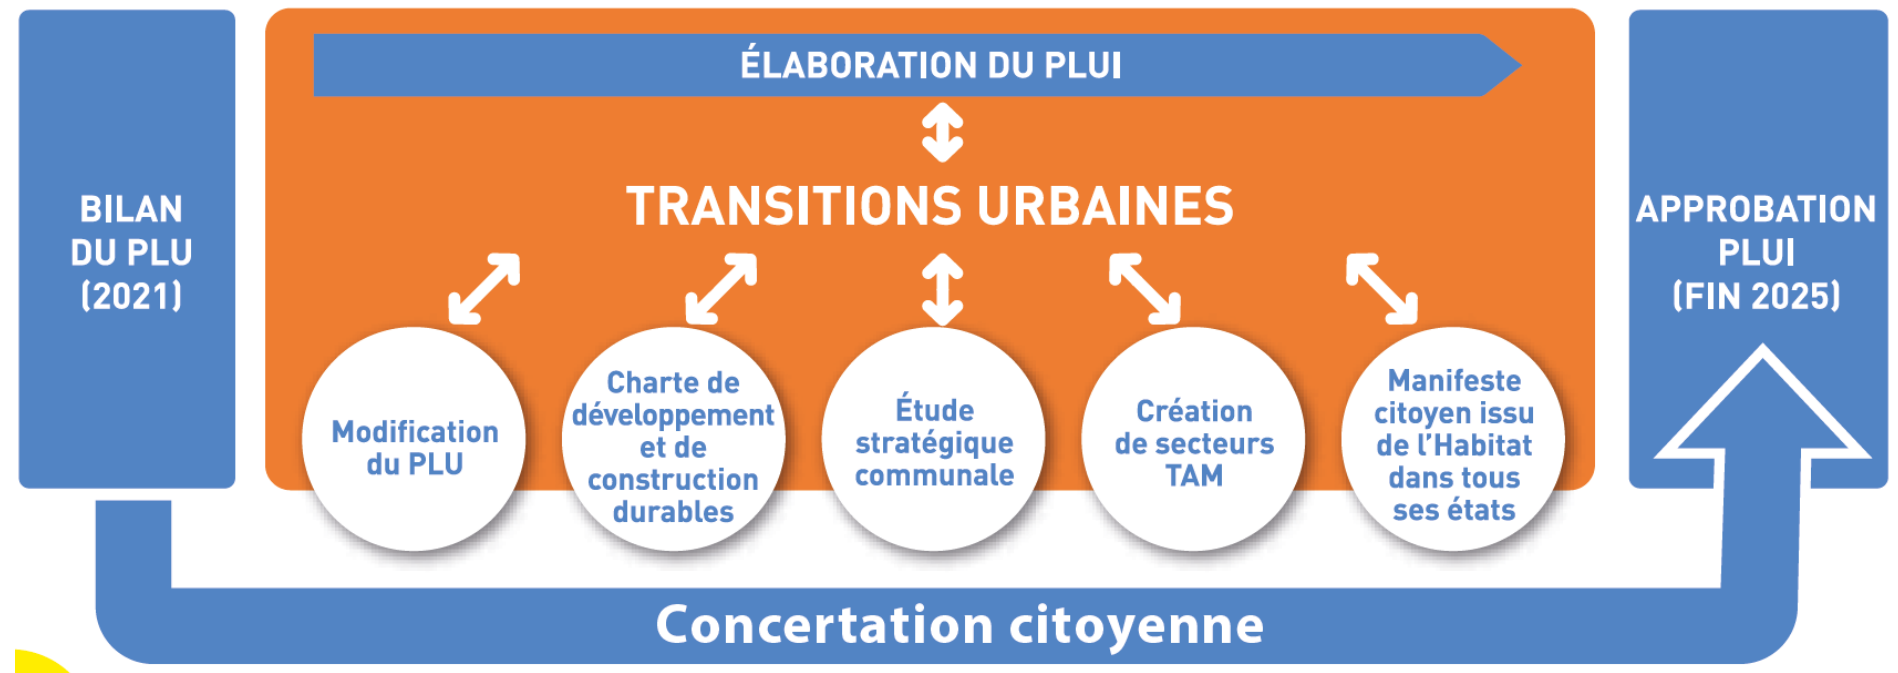 BILAN
DU PLU
(2021)
ÉLABORATION DU PLUI
TRANSITIONS URBAINES
Modification
du PLU
Charte de
développement
et de
construction
durables
Étude
stratégique
communale
Création
de secteurs
TAM
Manifeste
citoyen issu
de l'Habitat
dans tous
ses états
APPROBATION
PLUI
(FIN 2025)
Concertation citoyenne